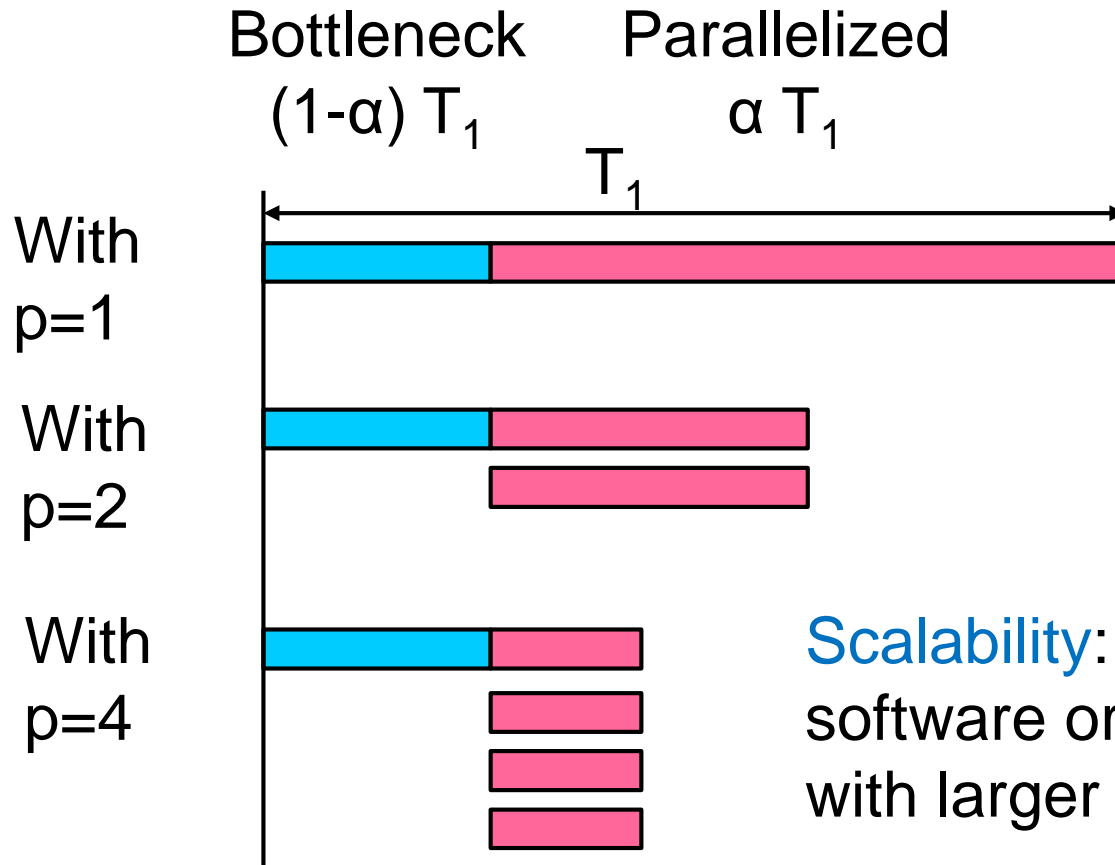 Bottleneck Parallelized
(1-α) T₁ α T₁
T₁
With
p=1
With
p=2
With
p=4
Scalability:
software or
with larger